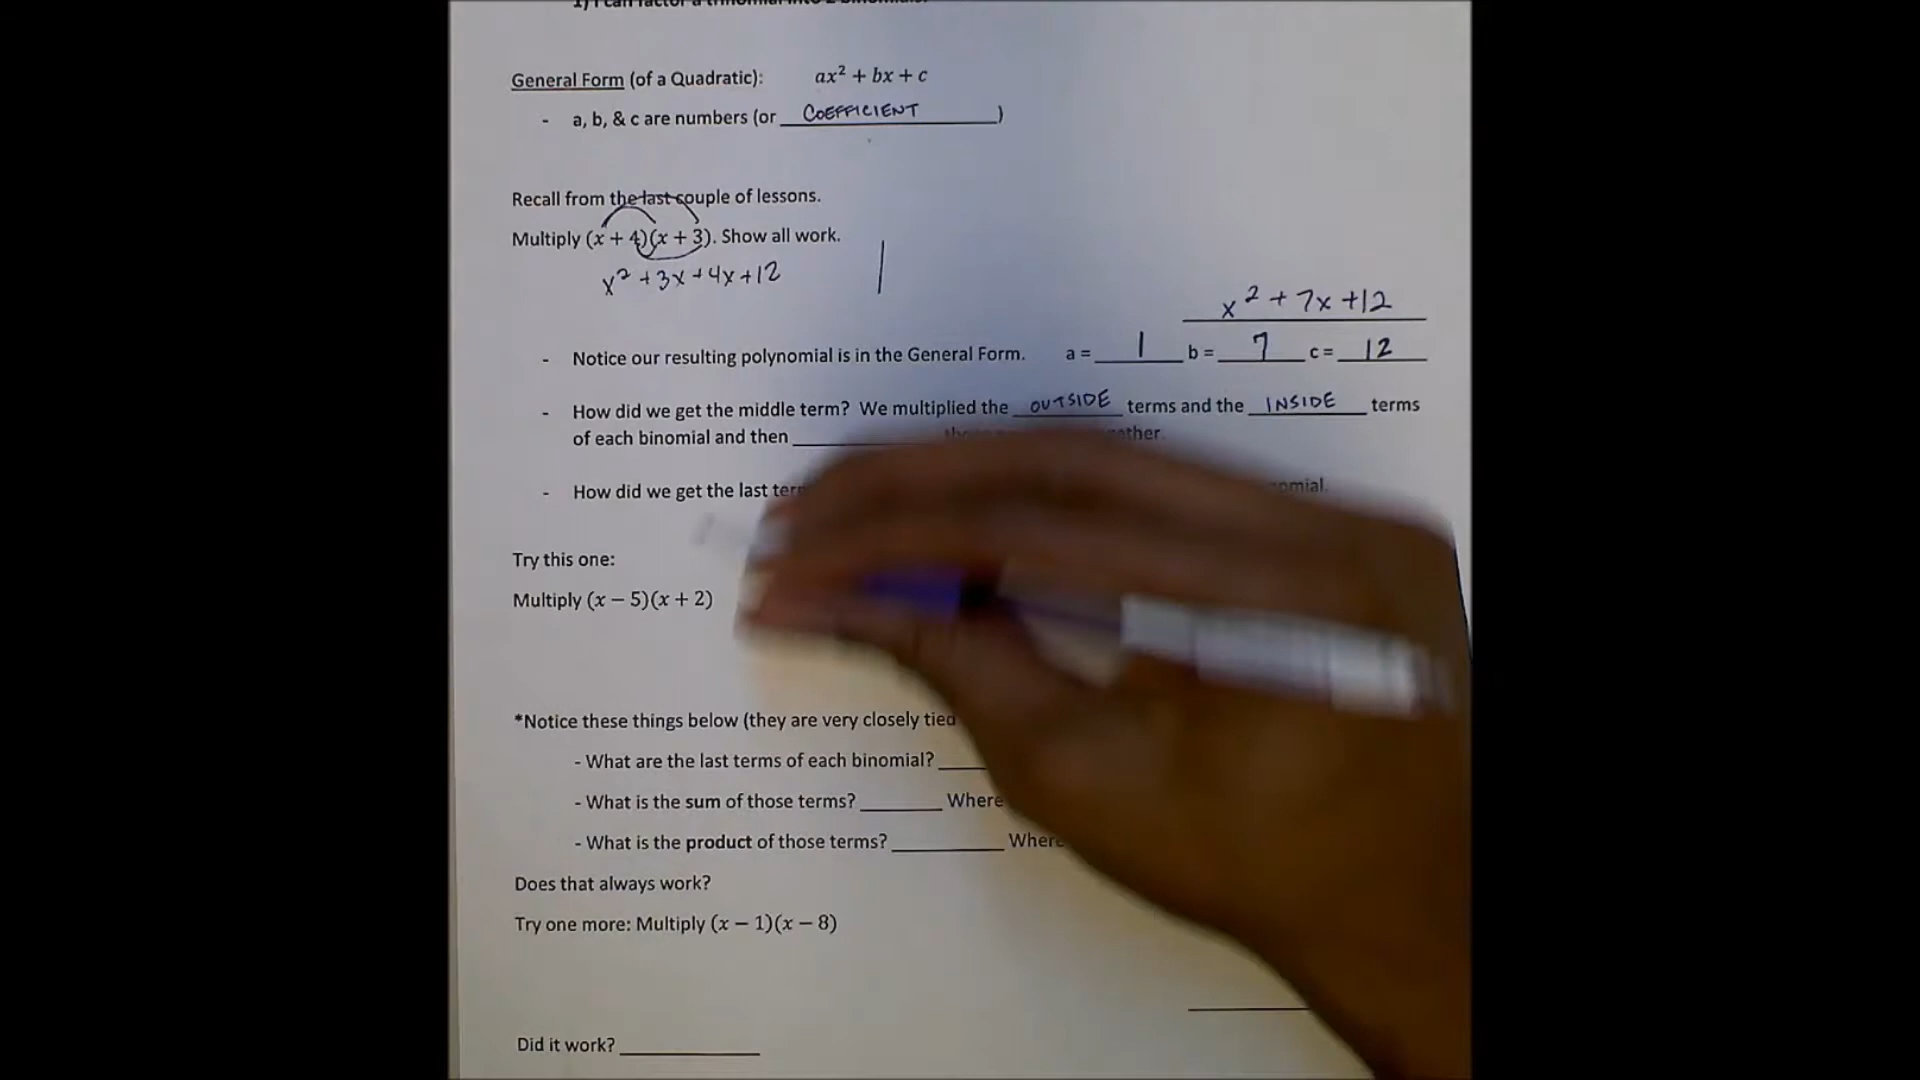 General Form (of a Quadratic): ax² + bx + c
- a, b, & c are numbers (or COEFFICIENT )
Recall from the last couple of lessons.
Multiply (x + 4)(x + 3). Show all work.
x² + 3x + 4x + 12
x² + 7x + 12
- Notice our resulting polynomial is in the General Form. a = 1 b = 7 c = 12
- How did we get the middle term? We multiplied the OUTSIDE terms and the INSIDE terms
of each binomial and then
- How did we get the last
Try this one:
Multiply (x − 5)(x + 2)
*Notice these things below (they are very closely tied
- What are the last terms of each binomial?
- What is the sum of those terms? Where
- What is the product of those terms? Where
Does that always work?
Try one more: Multiply (x − 1)(x − 8)
Did it work?